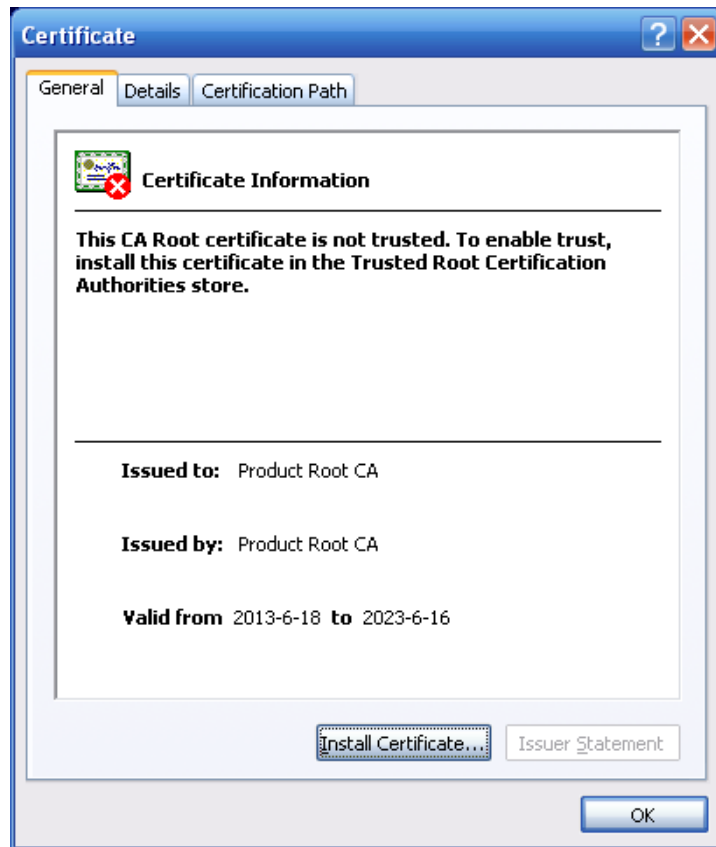 Certificate
General Details Certification Path
Certificate Information
This CA Root certificate is not trusted. To enable trust,
install this certificate in the Trusted Root Certification
Authorities store.
Issued to: Product Root CA
Issued by: Product Root CA
Valid from 2013-6-18 to 2023-6-16
Install Certificate... Issuer Statement
OK